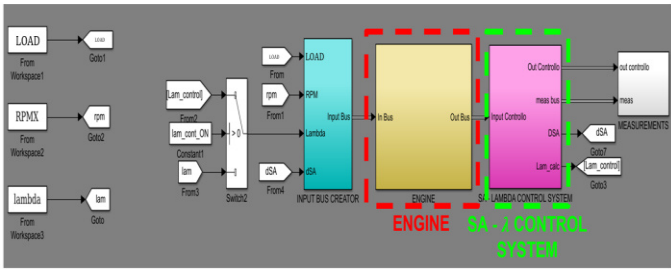 LOAD
From
Workspace1
LOAD
Goto1
RPMX
From
Workspace2
rpm
Goto2
lambda
From
Workspace3
lam
Goto
[Lam_control]
From2
lam_cont_ON
Constant1
lam
From3
> 0
Switch2
LOAD
From
rpm
From1
dSA
From4
LOAD
RPM
Lambda
dSA
Input Bus
INPUT BUS CREATOR
In Bus
Out Bus
ENGINE
ENGINE
Input Controllo
Out Controllo
meas bus
DSA
Lam_calc
SA - LAMBDA CONTROL SYSTEM
SA - λ CONTROL
SYSTEM
out controllo
meas
MEASUREMENTS
dSA
Goto7
[Lam_control]
Goto3